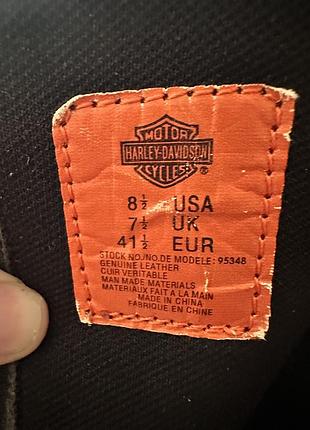 MOTOR
HARLEY-DAVIDSON
CYCLES ®
8½ USA
7½ UK
41½ EUR
STOCK NO./NO.DE MODELE: 95348
GENUINE LEATHER
CUIR VERITABLE
MAN MADE MATERIALS
MATERIAUX FAIT A LA MAIN
MADE IN CHINA
FABRIQUE EN CHINE